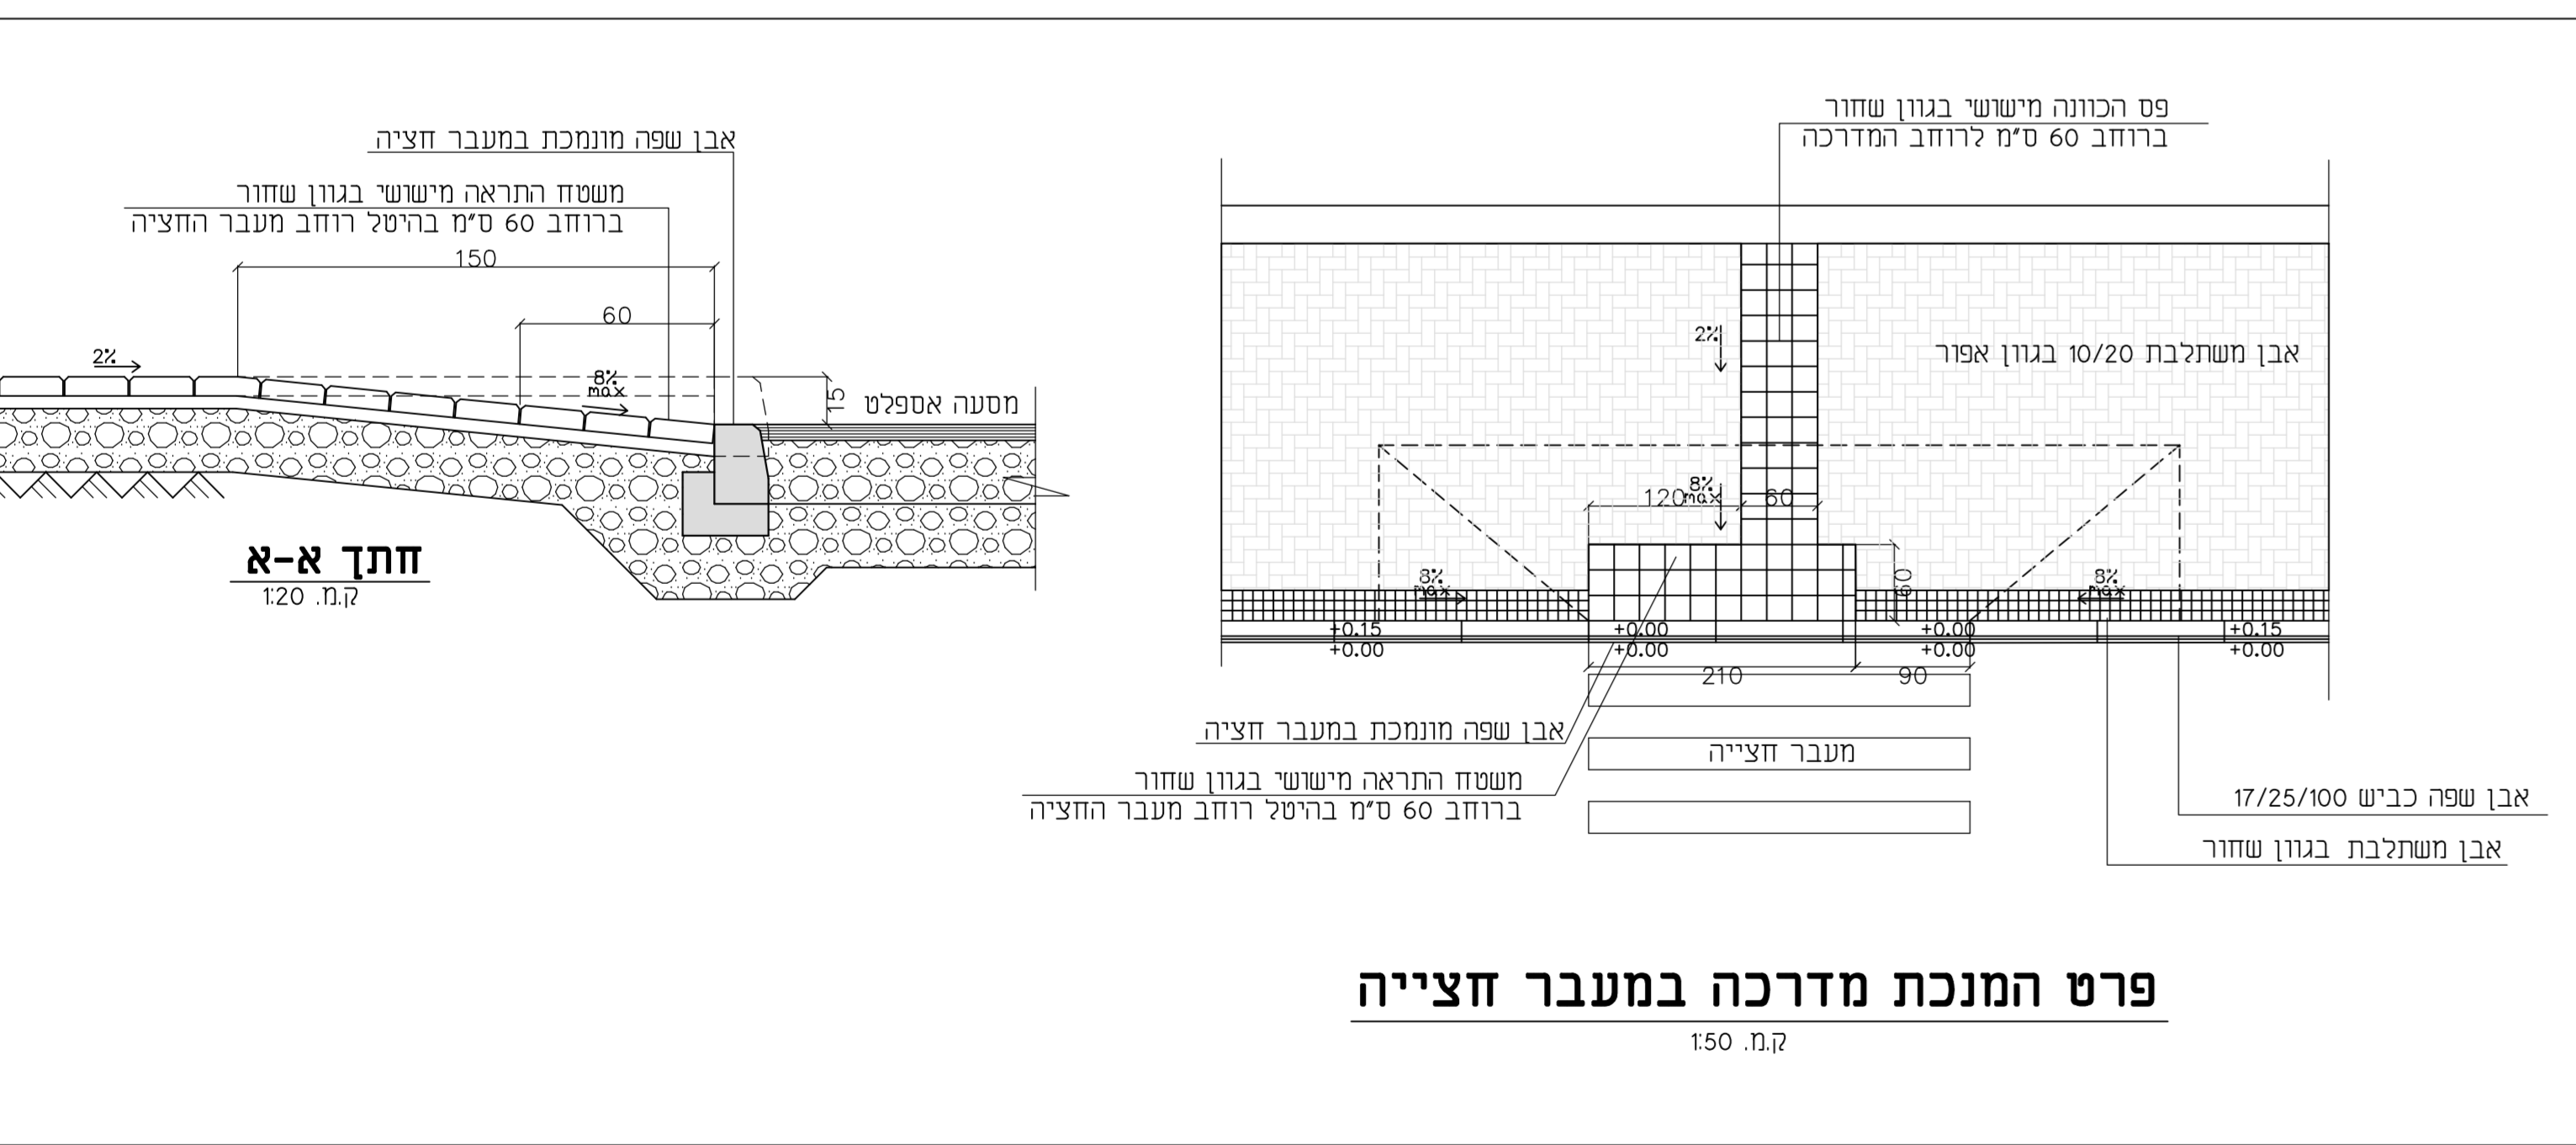 אבן שפה מונמכת במעבר חציה
משטח התראה מישושי בגוון שחור
ברוחב 60 ס"מ בהיטל רוחב מעבר החציה
150
60
2%
8%
max
15
מסעה אספלט
חתך א-א
ק.מ. 1:20
פס הכוונה מישושי בגוון שחור
ברוחב 60 ס"מ לרוחב המדרכה
2%
אבן משתלבת 10/20 בגוון אפור
120
8%
max
60
8%
max
60
8%
max
+0.15
+0.00
+0.00
+0.15
+0.00
+0.00
+0.00
+0.00
210
90
אבן שפה מונמכת במעבר חציה
מעבר חצייה
משטח התראה מישושי בגוון שחור
ברוחב 60 ס"מ בהיטל רוחב מעבר החציה
אבן שפה כביש 17/25/100
אבן משתלבת בגוון שחור
פרט המנכת מדרכה במעבר חצייה
ק.מ. 1:50